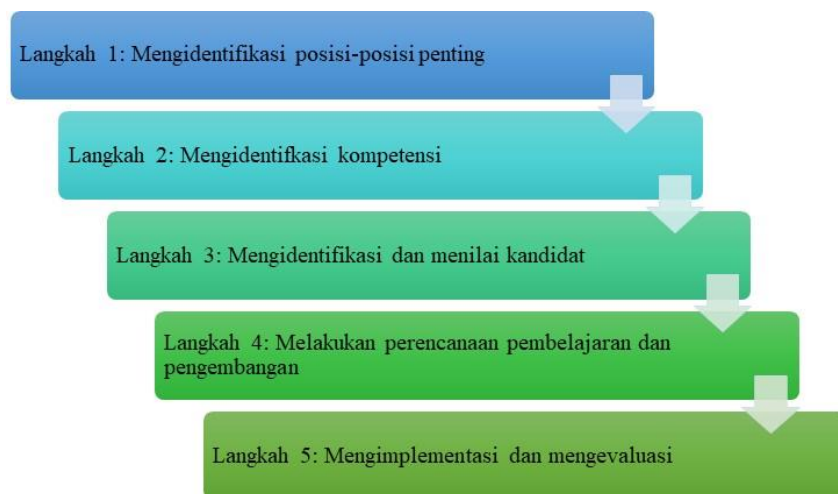 Langkah 1: Mengidentifikasi posisi-posisi penting
Langkah 2: Mengidentifkasi kompetensi
Langkah 3: Mengidentifikasi dan menilai kandidat
Langkah 4: Melakukan perencanaan pembelajaran dan
pengembangan
Langkah 5: Mengimplementasi dan mengevaluasi